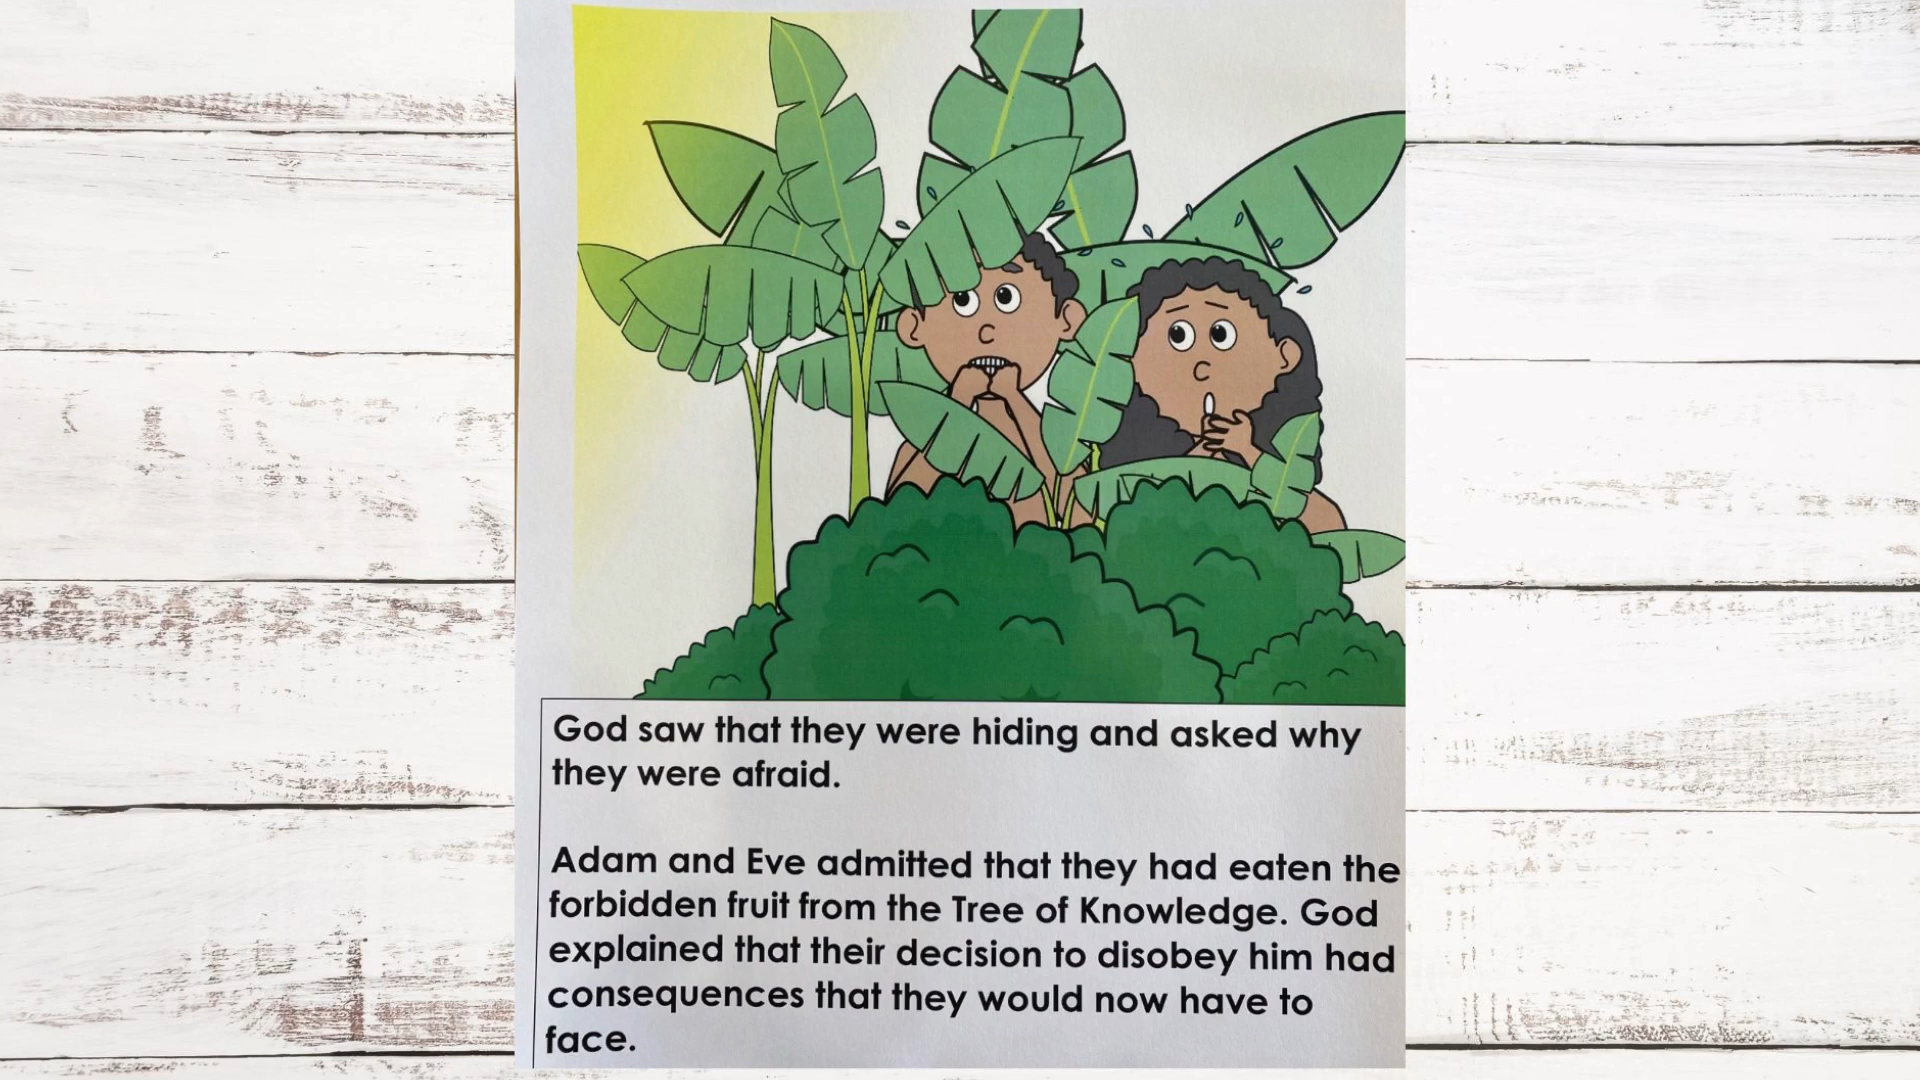 God saw that they were hiding and asked why
they were afraid.
Adam and Eve admitted that they had eaten the
forbidden fruit from the Tree of Knowledge. God
explained that their decision to disobey him had
consequences that they would now have to
face.